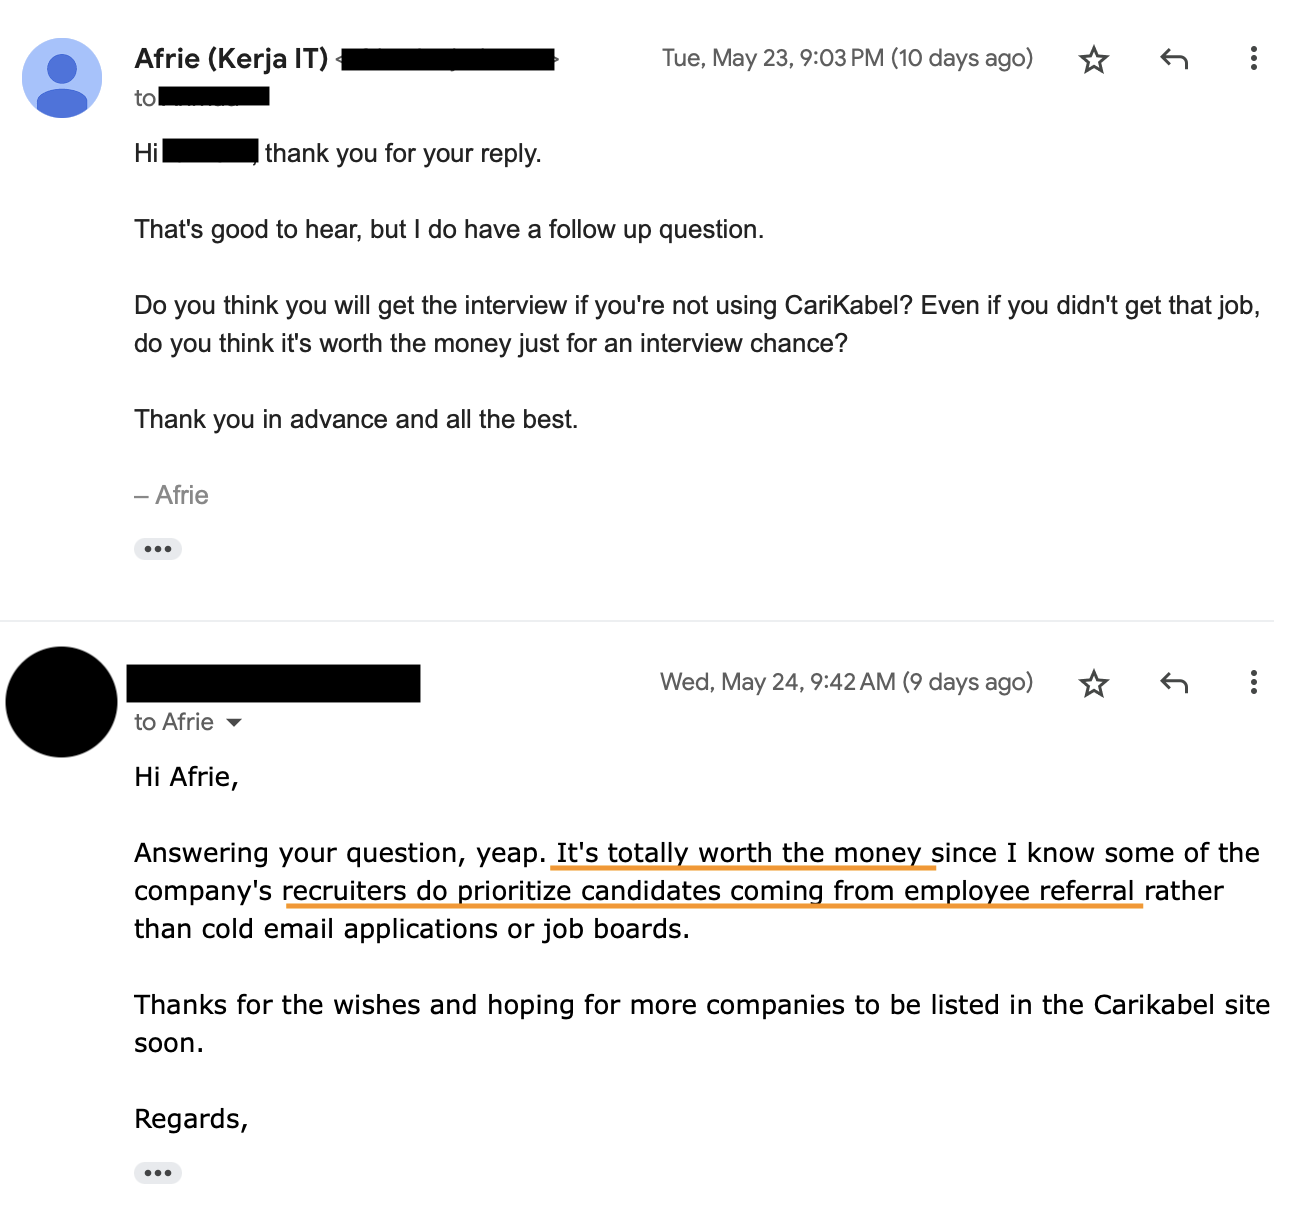 Afrie (Kerja IT)
Tue, May 23, 9:03 PM (10 days ago)
to
Hi thank you for your reply.
That's good to hear, but I do have a follow up question.
Do you think you will get the interview if you're not using CariKabel? Even if you didn't get that job,
do you think it's worth the money just for an interview chance?
Thank you in advance and all the best.
– Afrie
Wed, May 24, 9:42 AM (9 days ago)
to Afrie
Hi Afrie,
Answering your question, yeap. It's totally worth the money since I know some of the
company's recruiters do prioritize candidates coming from employee referral rather
than cold email applications or job boards.
Thanks for the wishes and hoping for more companies to be listed in the Carikabel site
soon.
Regards,